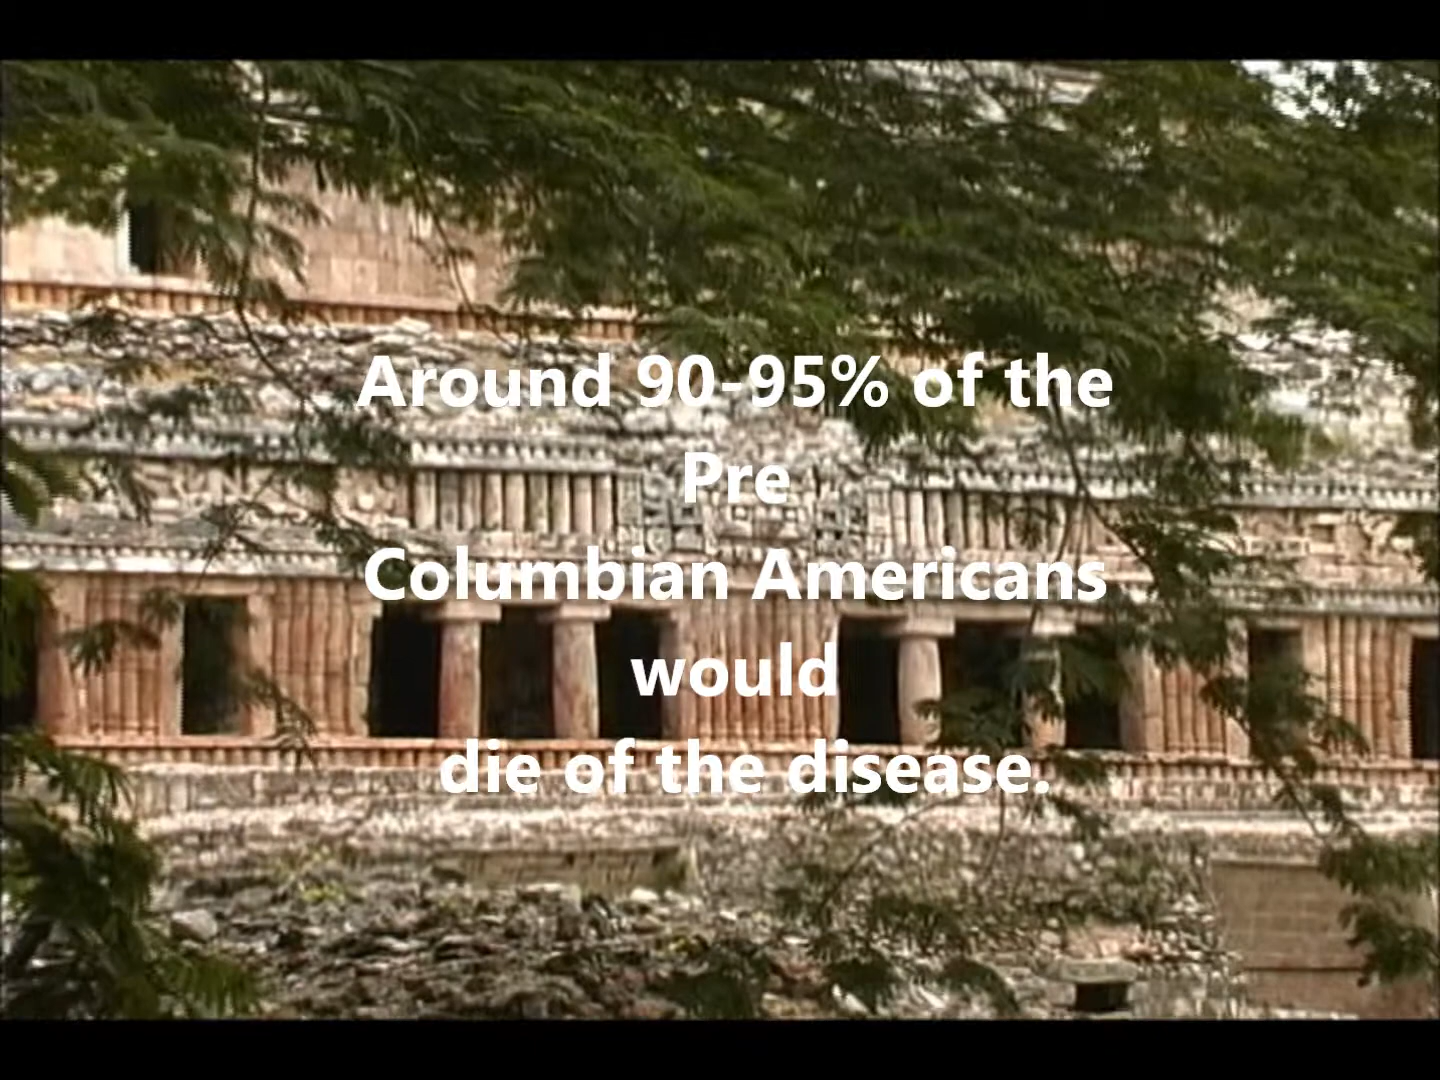 Around 90-95% of the
Pre
Columbian Americans
would
die of the disease.